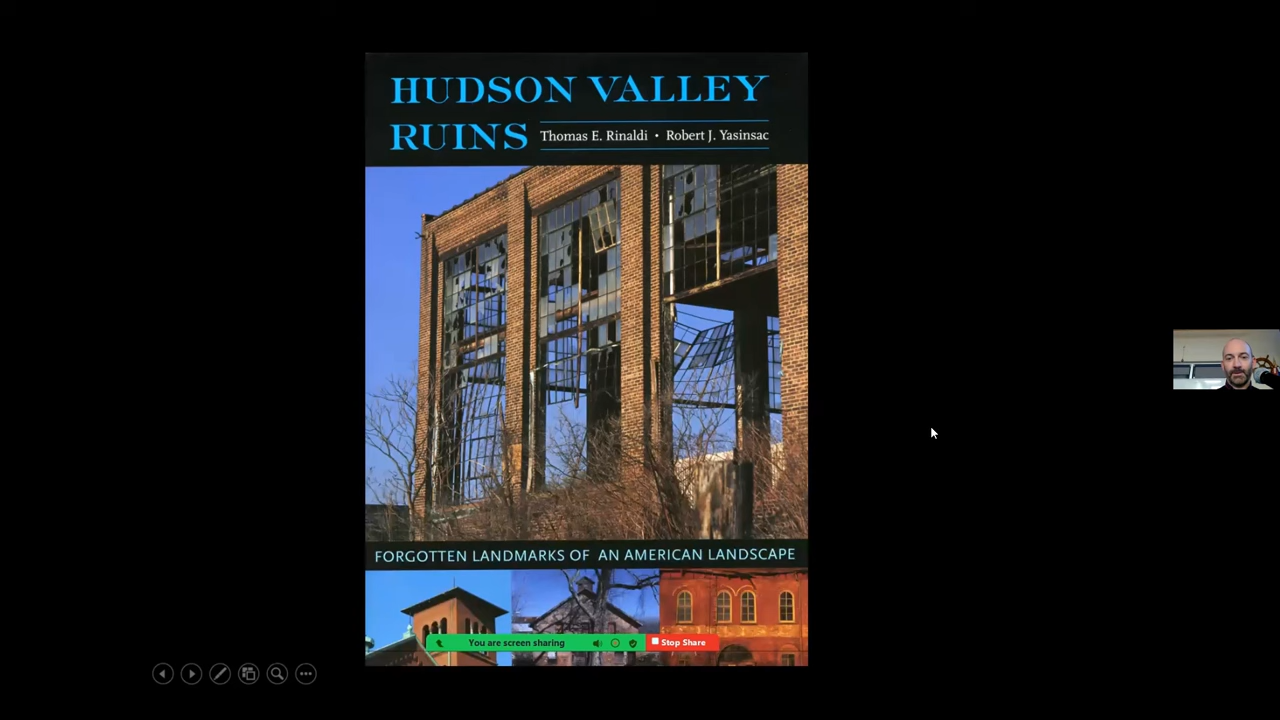 HUDSON VALLEY
RUINS
Thomas E. Rinaldi • Robert J. Yasinsac
FORGOTTEN LANDMARKS OF AN AMERICAN LANDSCAPE
You are screen sharing
Stop Share